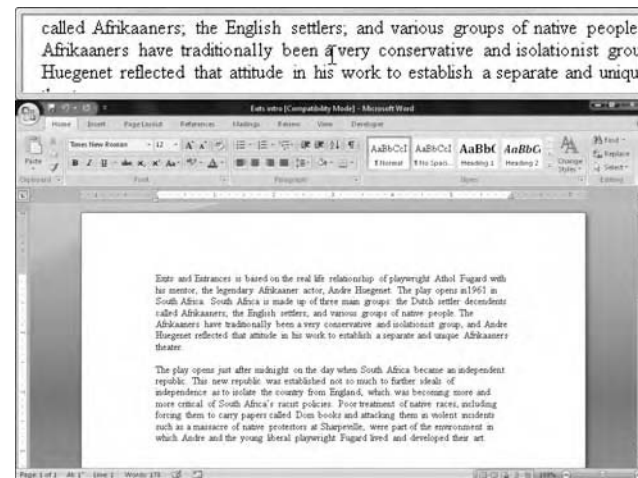 called Afrikaaners; the English settlers; and various groups of native people
Afrikaaners have traditionally been a very conservative and isolationist grou
Huegenet reflected that attitude in his work to establish a separate and uniqu
Exits intro [Compatibility Mode] - Microsoft Word
Home Insert Page Layout References Mailings Review View Developer
Paste
Times New Roman 12
AaBbCcI AaBbCcI AaBbC AaBbC
¶ Normal ¶ No Spaci... Heading 1 Heading 2
Change Styles
Find
Replace
Select
Clipboard Font Paragraph Styles Editing
Exits and Entrances is based on the real life relationship of playwright Athol Fugard with
his mentor, the legendary Afrikaaner actor, Andre Huegenet. The play opens in1961 in
South Africa. South Africa is made up of three main groups: the Dutch settler decendents
called Afrikaaners, the English settlers, and various groups of native people. The
Afrikaaners have traditionally been a very conservative and isolationist group, and Andre
Huegenet reflected that attitude in his work to establish a separate and unique Afrikaaners
theater.
The play opens just after midnight on the day when South Africa became an independent
republic. This new republic was established not so much to further ideals of
independence as to isolate the country from England, which was becoming more and
more critical of South Africa's racist policies. Poor treatment of native races, including
forcing them to carry papers called Dom books and attacking them in violent incidents
such as a massacre of native protestors at Sharpeville, were part of the environment in
which Andre and the young liberal playwright Fugard lived and developed their art.
Page: 1 of 1 At: 1" Line: 1 Words: 178